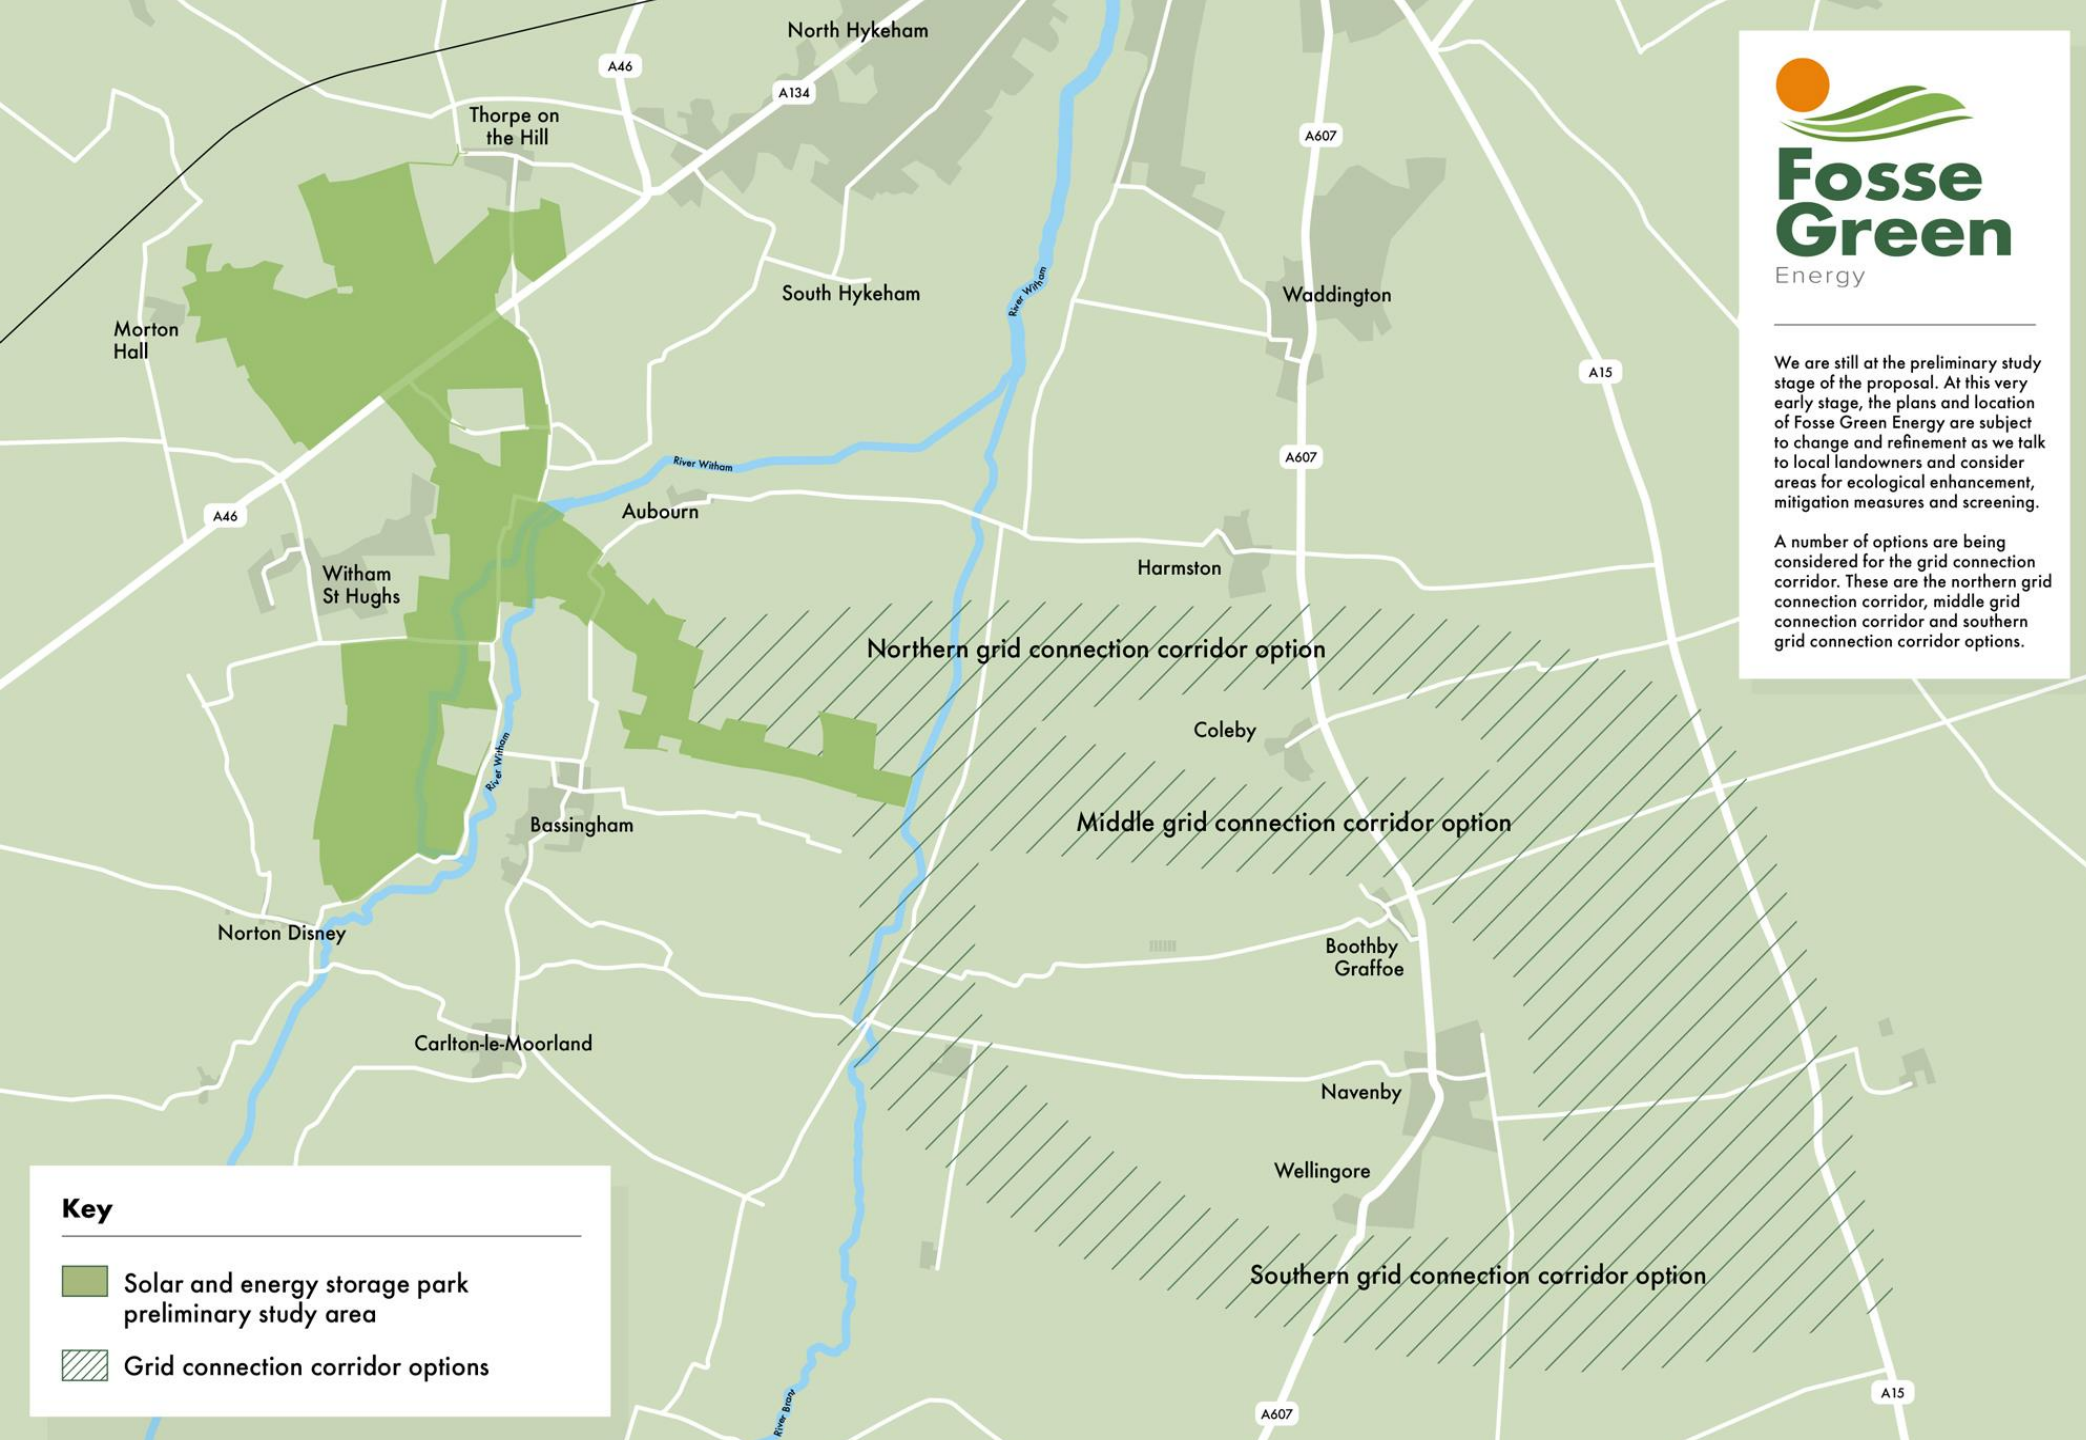 North Hykeham
A46
A134
Thorpe on
the Hill
A607
Fosse
Green
Energy
River Witham
South Hykeham
Waddington
Morton
Hall
We are still at the preliminary study
stage of the proposal. At this very
early stage, the plans and location
of Fosse Green Energy are subject
to change and refinement as we talk
to local landowners and consider
areas for ecological enhancement,
mitigation measures and screening.
A number of options are being
considered for the grid connection
corridor. These are the northern grid
connection corridor, middle grid
connection corridor and southern
grid connection corridor options.
A15
A607
River Witham
A46
Aubourn
Harmston
Witham
St Hughs
Northern grid connection corridor option
Coleby
River Witham
Bassingham
Middle grid connection corridor option
Norton Disney
Boothby
Graffoe
Carlton-le-Moorland
Navenby
Wellingore
Southern grid connection corridor option
Key
Solar and energy storage park
preliminary study area
Grid connection corridor options
River Brant
A607
A15